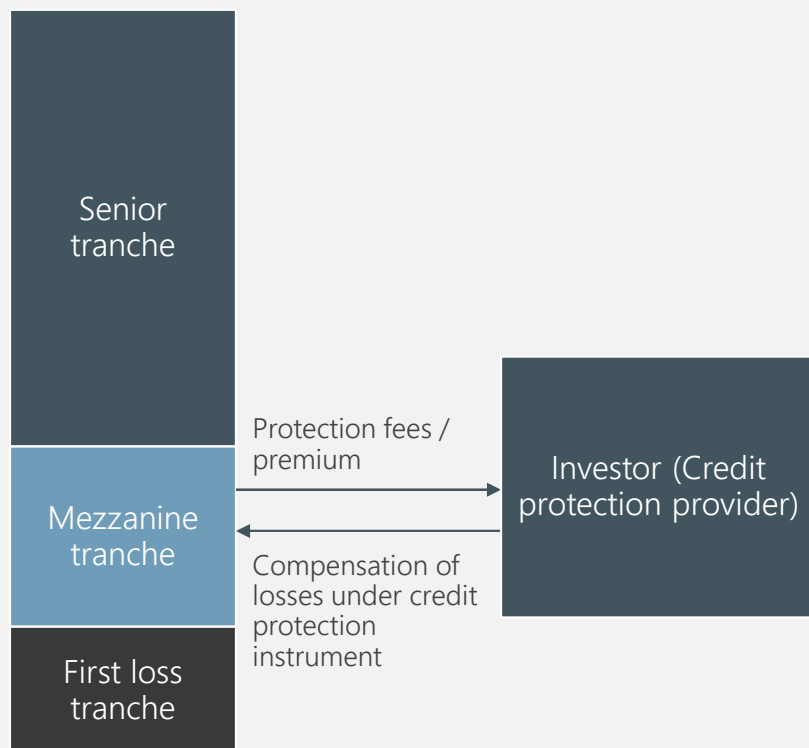 Senior
tranche
Protection fees /
premium
Investor (Credit
protection provider)
Mezzanine
tranche
Compensation of
losses under credit
protection
instrument
First loss
tranche